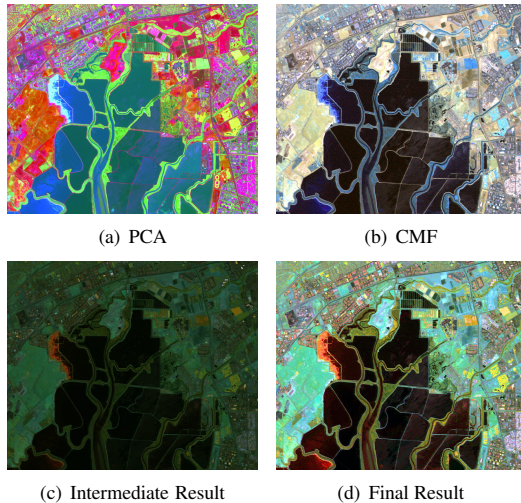 (a) PCA
(b) CMF
(c) Intermediate Result
(d) Final Result